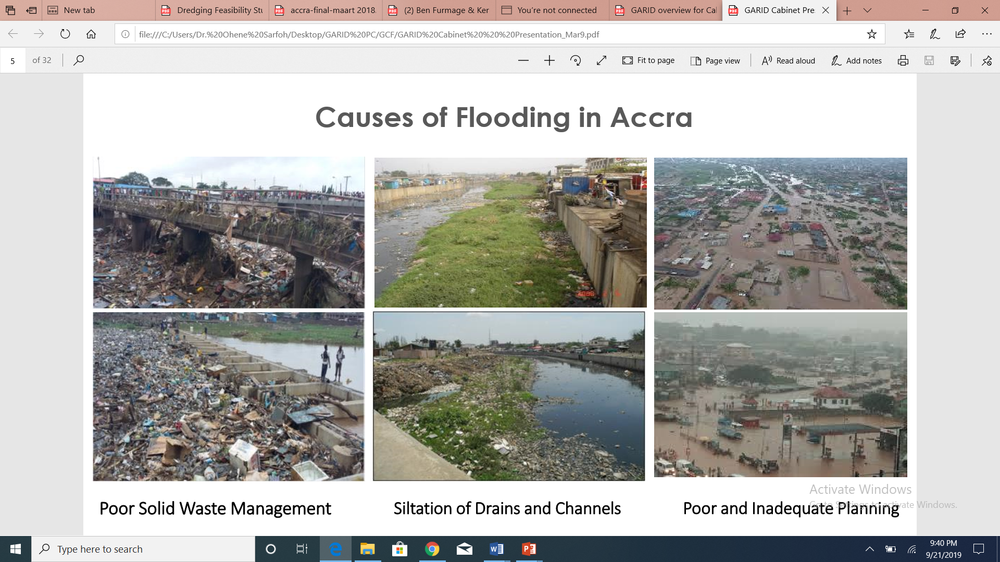 New tab
Dredging Feasibility Stu
accra-final-maart 2018.
(2) Ben Furmage & Ker
You're not connected
GARID overview for Cal
GARID Cabinet Pre
file:///C:/Users/Dr.%20Ohene%20Sarfoh/Desktop/GARID%20PC/GCF/GARID%20Cabinet%20%20%20Presentation_Mar9.pdf
5 of 32
Fit to page
Page view
Read aloud
Add notes
Causes of Flooding in Accra
Poor Solid Waste Management
Siltation of Drains and Channels
Poor and Inadequate Planning
Activate Windows
Go to Settings to activate Windows.
Type here to search
9:40 PM
9/21/2019